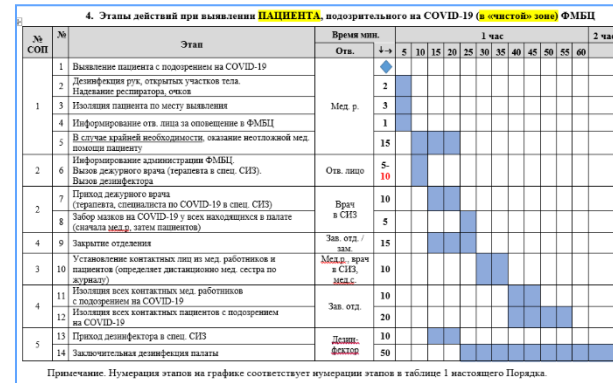 4. Этапы действий при выявлении ПАЦИЕНТА, подозрительного на COVID-19 (в «чистой» зоне) ФМБЦ
№ СОП № Этап Время мин. 1 час 2 час
Отв. ↓→ 5 10 15 20 25 30 35 40 45 50 55 60
1 Выявление пациента с подозрением на COVID-19
2 Дезинфекция рук, открытых участков тела. 2
Надевание респиратора, очков
1 3 Изоляция пациента по месту выявления Мед. р. 3
4 Информирование отв. лица за оповещение в ФМБЦ 1
5 В случае крайней необходимости, оказание неотложной мед. 15
помощи пациенту
2 6 Информирование администрации ФМБЦ. Отв. лицо 5-10
Вызов дежурного врача (терапевта в спец. СИЗ).
Вызов дезинфектора
2 7 Приход дежурного врача Врач в СИЗ 10
(терапевта, специалиста по COVID-19 в спец. СИЗ)
8 Забор мазков на COVID-19 у всех находящихся в палате 5
(сначала мед.р, затем пациентов)
4 9 Закрытие отделения Зав. отд. / зам. 15
3 10 Установление контактных лиц из мед. работников и Мед.р., врач в СИЗ, мед.с. 10
пациентов (определяет дистанционно мед. сестра по
журналу)
4 11 Изоляция всех контактных мед. работников Зав. отд. 10
с подозрением на COVID-19
12 Изоляция всех контактных пациентов с подозрением 20
на COVID-19
5 13 Приход дезинфектора в спец. СИЗ Дезин-фектор 10
14 Заключительная дезинфекция палаты 50
Примечание. Нумерация этапов на графике соответствует нумерации этапов в таблице 1 настоящего Порядка.